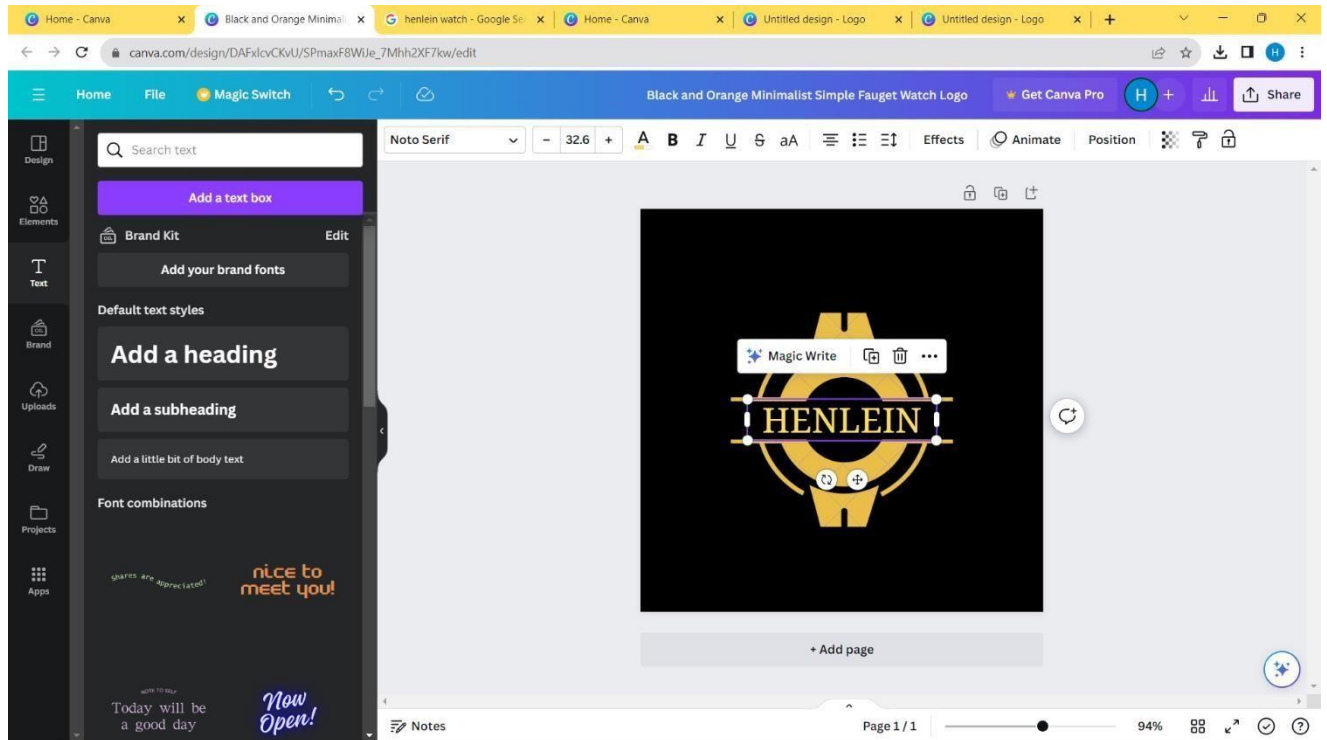 Home - Canva
Black and Orange Minimal
henlein watch - Google Se
Home - Canva
Untitled design - Logo
Untitled design - Logo
canva.com/design/DAFxlcvCKvU/SPmaxF8WiJe_7Mhh2XF7kw/edit
H
Home File Magic Switch
Black and Orange Minimalist Simple Fauget Watch Logo
Get Canva Pro
H
Share
Design
Elements
Text
Brand
Uploads
Draw
Projects
Apps
Search text
Add a text box
Brand Kit Edit
Add your brand fonts
Default text styles
Add a heading
Add a subheading
Add a little bit of body text
Font combinations
shares are appreciated!
nice to
meet you!
NOTE TO SELF
Today will be
a good day
Now
Open!
Noto Serif - 32.6 + A B I U S aA Effects Animate Position
Magic Write
HENLEIN
+ Add page
Notes
Page 1 / 1
94%